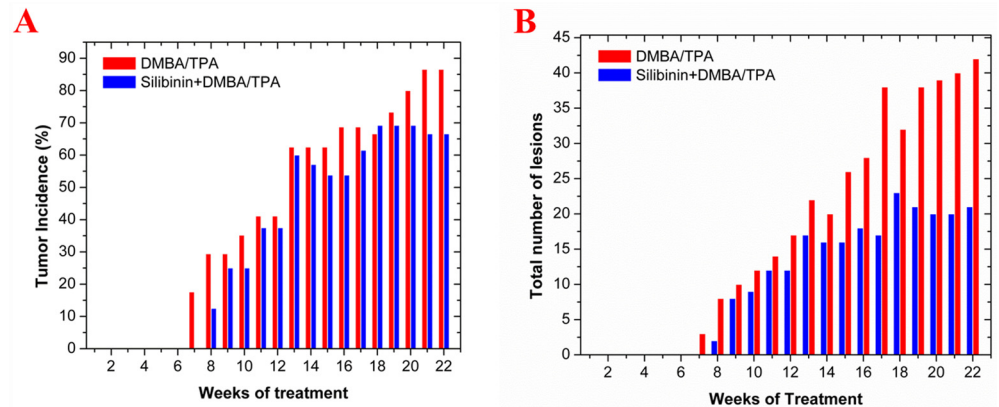 A
DMBA/TPA
Silibinin+DMBA/TPA
Tumor Incidence (%)
90
80
70
60
50
40
30
20
10
0
2 4 6 8 10 12 14 16 18 20 22
Weeks of treatment
B
DMBA/TPA
Silibinin+DMBA/TPA
Total number of lesions
45
40
35
30
25
20
15
10
5
0
2 4 6 8 10 12 14 16 18 20 22
Weeks of Treatment